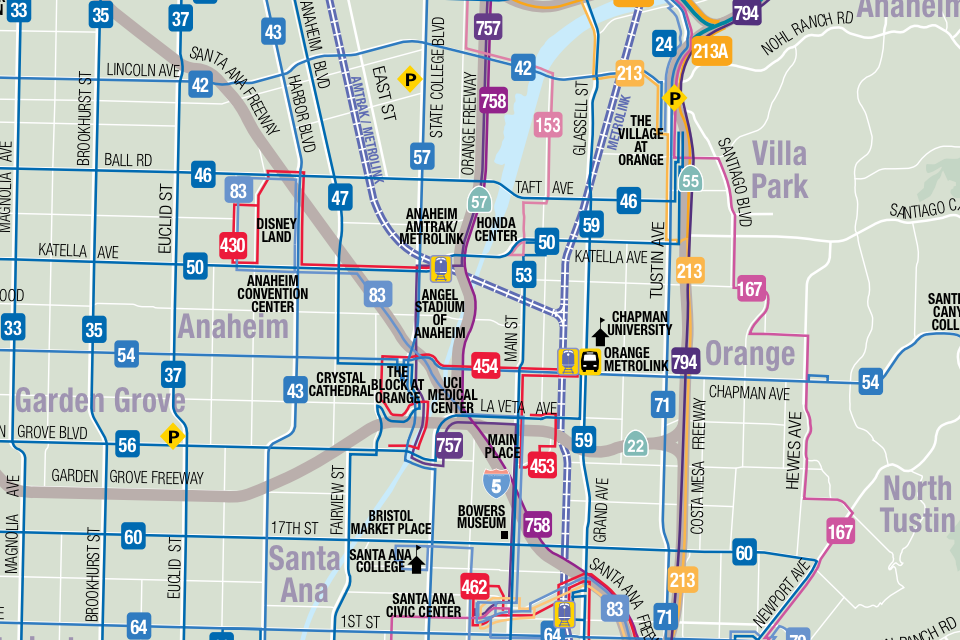 33
35
37
43
ANAHEIM BLVD
STATE COLLEGE BLVD
757
794
Anaheim
NOHL RANCH RD
24
213A
LINCOLN AVE
42
SANTA ANA FREEWAY
HARBOR BLVD
AMTRAK / METROLINK
EAST ST
P
ORANGE FREEWAY
758
42
153
GLASSELL ST
213
METROLINK
P
THE
VILLAGE
AT
ORANGE
BROOKHURST ST
MAGNOLIA AVE
BALL RD
46
57
TAFT AVE
46
55
SANTIAGO BLVD
Villa
Park
EUCLID ST
83
430
DISNEY
LAND
47
57
ANAHEIM
AMTRAK/
METROLINK
HONDA
CENTER
50
59
KATELLA AVE
TUSTIN AVE
SANTIAGO C
KATELLA AVE
50
ANAHEIM
CONVENTION
CENTER
83
ANGEL
STADIUM
OF
ANAHEIM
53
213
167
OOD
33
35
Anaheim
MAIN ST
CHAPMAN
UNIVERSITY
ORANGE
METROLINK
54
37
43
CRYSTAL
CATHEDRAL
THE
BLOCK AT
ORANGE
UCI
MEDICAL
CENTER
454
794
Orange
CHAPMAN AVE
54
Garden Grove
LA VETA AVE
71
N GROVE BLVD
56
P
757
MAIN
PLACE
453
59
22
COSTA MESA FREEWAY
HEWES AVE
GARDEN GROVE FREEWAY
FAIRVIEW ST
5
GRAND AVE
North
Tustin
MAGNOLIA AVE
BROOKHURST ST
EUCLID ST
60
17TH ST
BRISTOL
MARKET PLACE
BOWERS
MUSEUM
758
60
167
Santa
Ana
SANTA ANA
COLLEGE
SANTA ANA FREE
213
NEWPORT AVE
462
SANTA ANA
CIVIC CENTER
83
71
64
1ST ST
64